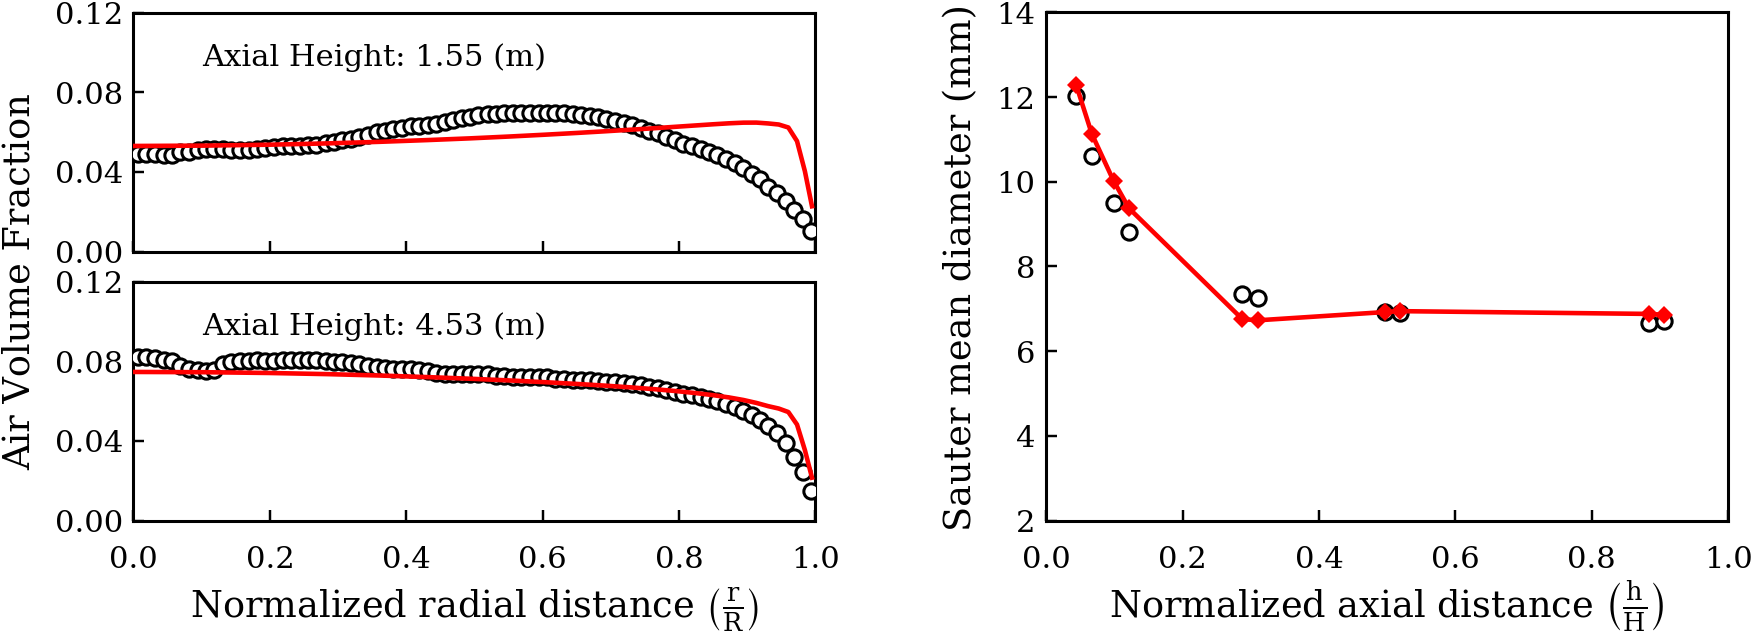 0.12
Axial Height: 1.55 (m)
0.08
0.04
0.00
0.12
Axial Height: 4.53 (m)
0.08
0.04
0.00
Air Volume Fraction
0.0 0.2 0.4 0.6 0.8 1.0
Normalized radial distance (r/R)
14
12
10
8
6
4
2
Sauter mean diameter (mm)
0.0 0.2 0.4 0.6 0.8 1.0
Normalized axial distance (h/H)